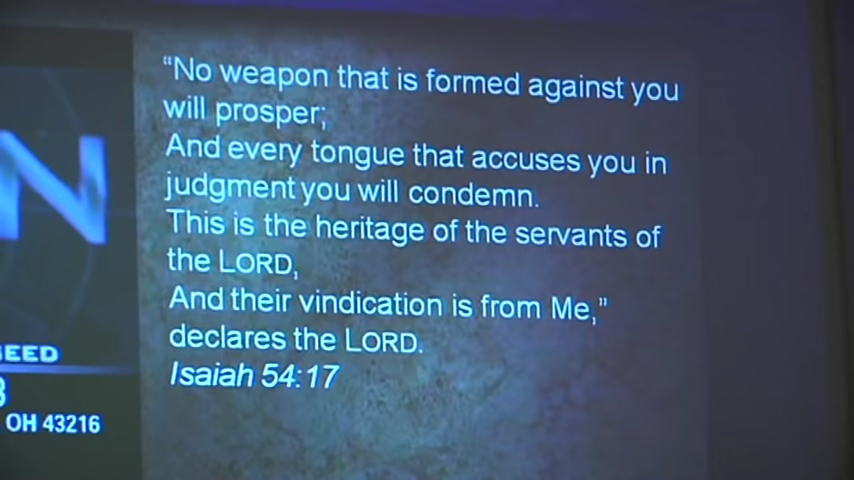 "No weapon that is formed against you
will prosper;
And every tongue that accuses you in
judgment you will condemn.
This is the heritage of the servants of
the LORD,
And their vindication is from Me,"
declares the LORD.
Isaiah 54:17
N
EED
OH 43216